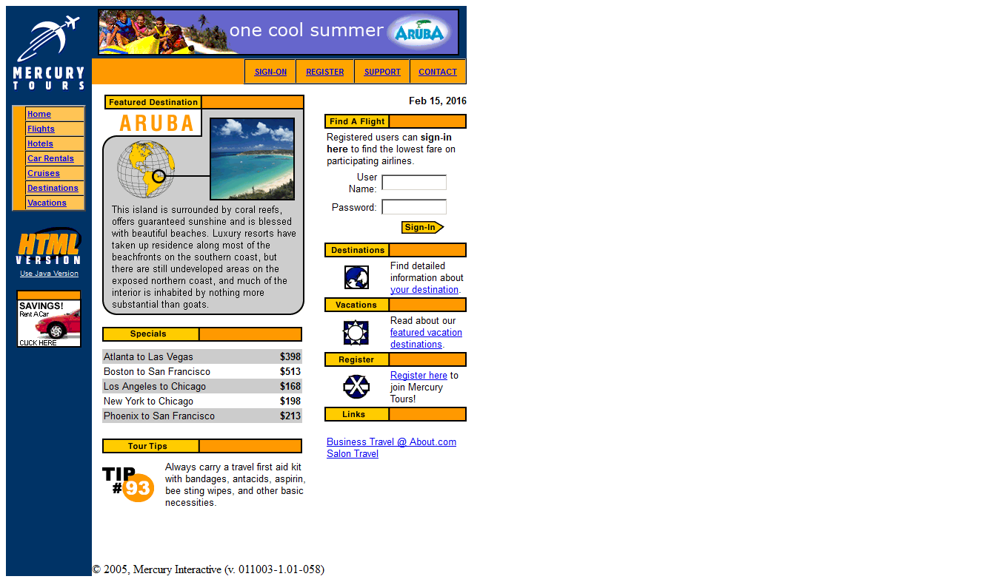 one cool summer ARUBA
MERCURY
TOURS
SIGN-ON REGISTER SUPPORT CONTACT
Home
Flights
Hotels
Car Rentals
Cruises
Destinations
Vacations
HTML
VERSION
Use Java Version
SAVINGS!
Rent A Car
CLICK HERE
Featured Destination
ARUBA
This island is surrounded by coral reefs,
offers guaranteed sunshine and is blessed
with beautiful beaches. Luxury resorts have
taken up residence along most of the
beachfronts on the southern coast, but
there are still undeveloped areas on the
exposed northern coast, and much of the
interior is inhabited by nothing more
substantial than goats.
Specials
Atlanta to Las Vegas $398
Boston to San Francisco $513
Los Angeles to Chicago $168
New York to Chicago $198
Phoenix to San Francisco $213
Tour Tips
TIP
#93
Always carry a travel first aid kit
with bandages, antacids, aspirin,
bee sting wipes, and other basic
necessities.
Feb 15, 2016
Find A Flight
Registered users can sign-in
here to find the lowest fare on
participating airlines.
User
Name:
Password:
Sign-In
Destinations
Find detailed
information about
your destination.
Vacations
Read about our
featured vacation
destinations.
Register
Register here to
join Mercury
Tours!
Links
Business Travel @ About.com
Salon Travel
© 2005, Mercury Interactive (v. 011003-1.01-058)